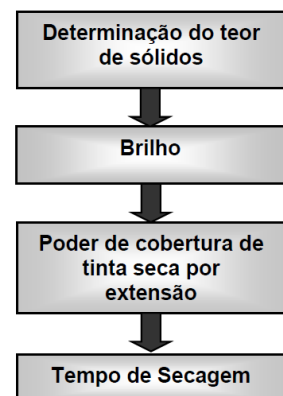 Determinação do teor
de sólidos
Brilho
Poder de cobertura de
tinta seca por
extensão
Tempo de Secagem